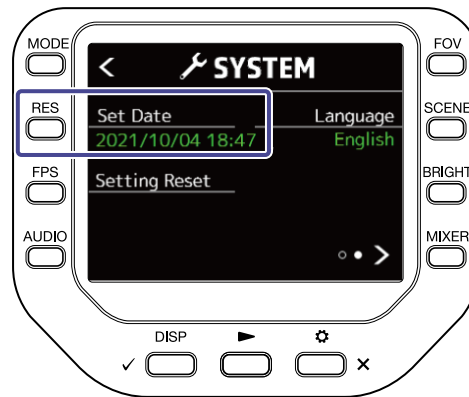 MODE
FOV
< SYSTEM
RES
SCENE
Set Date
Language
2021/10/04 18:47
English
FPS
BRIGHT
Setting Reset
AUDIO
MIXER
>
DISP
✓
×